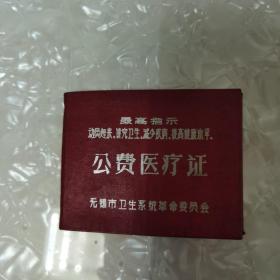 最高指示
动员起来，讲究卫生，减少疾病，提高健康水平。
公费医疗证
无锡市卫生系统革命委员会